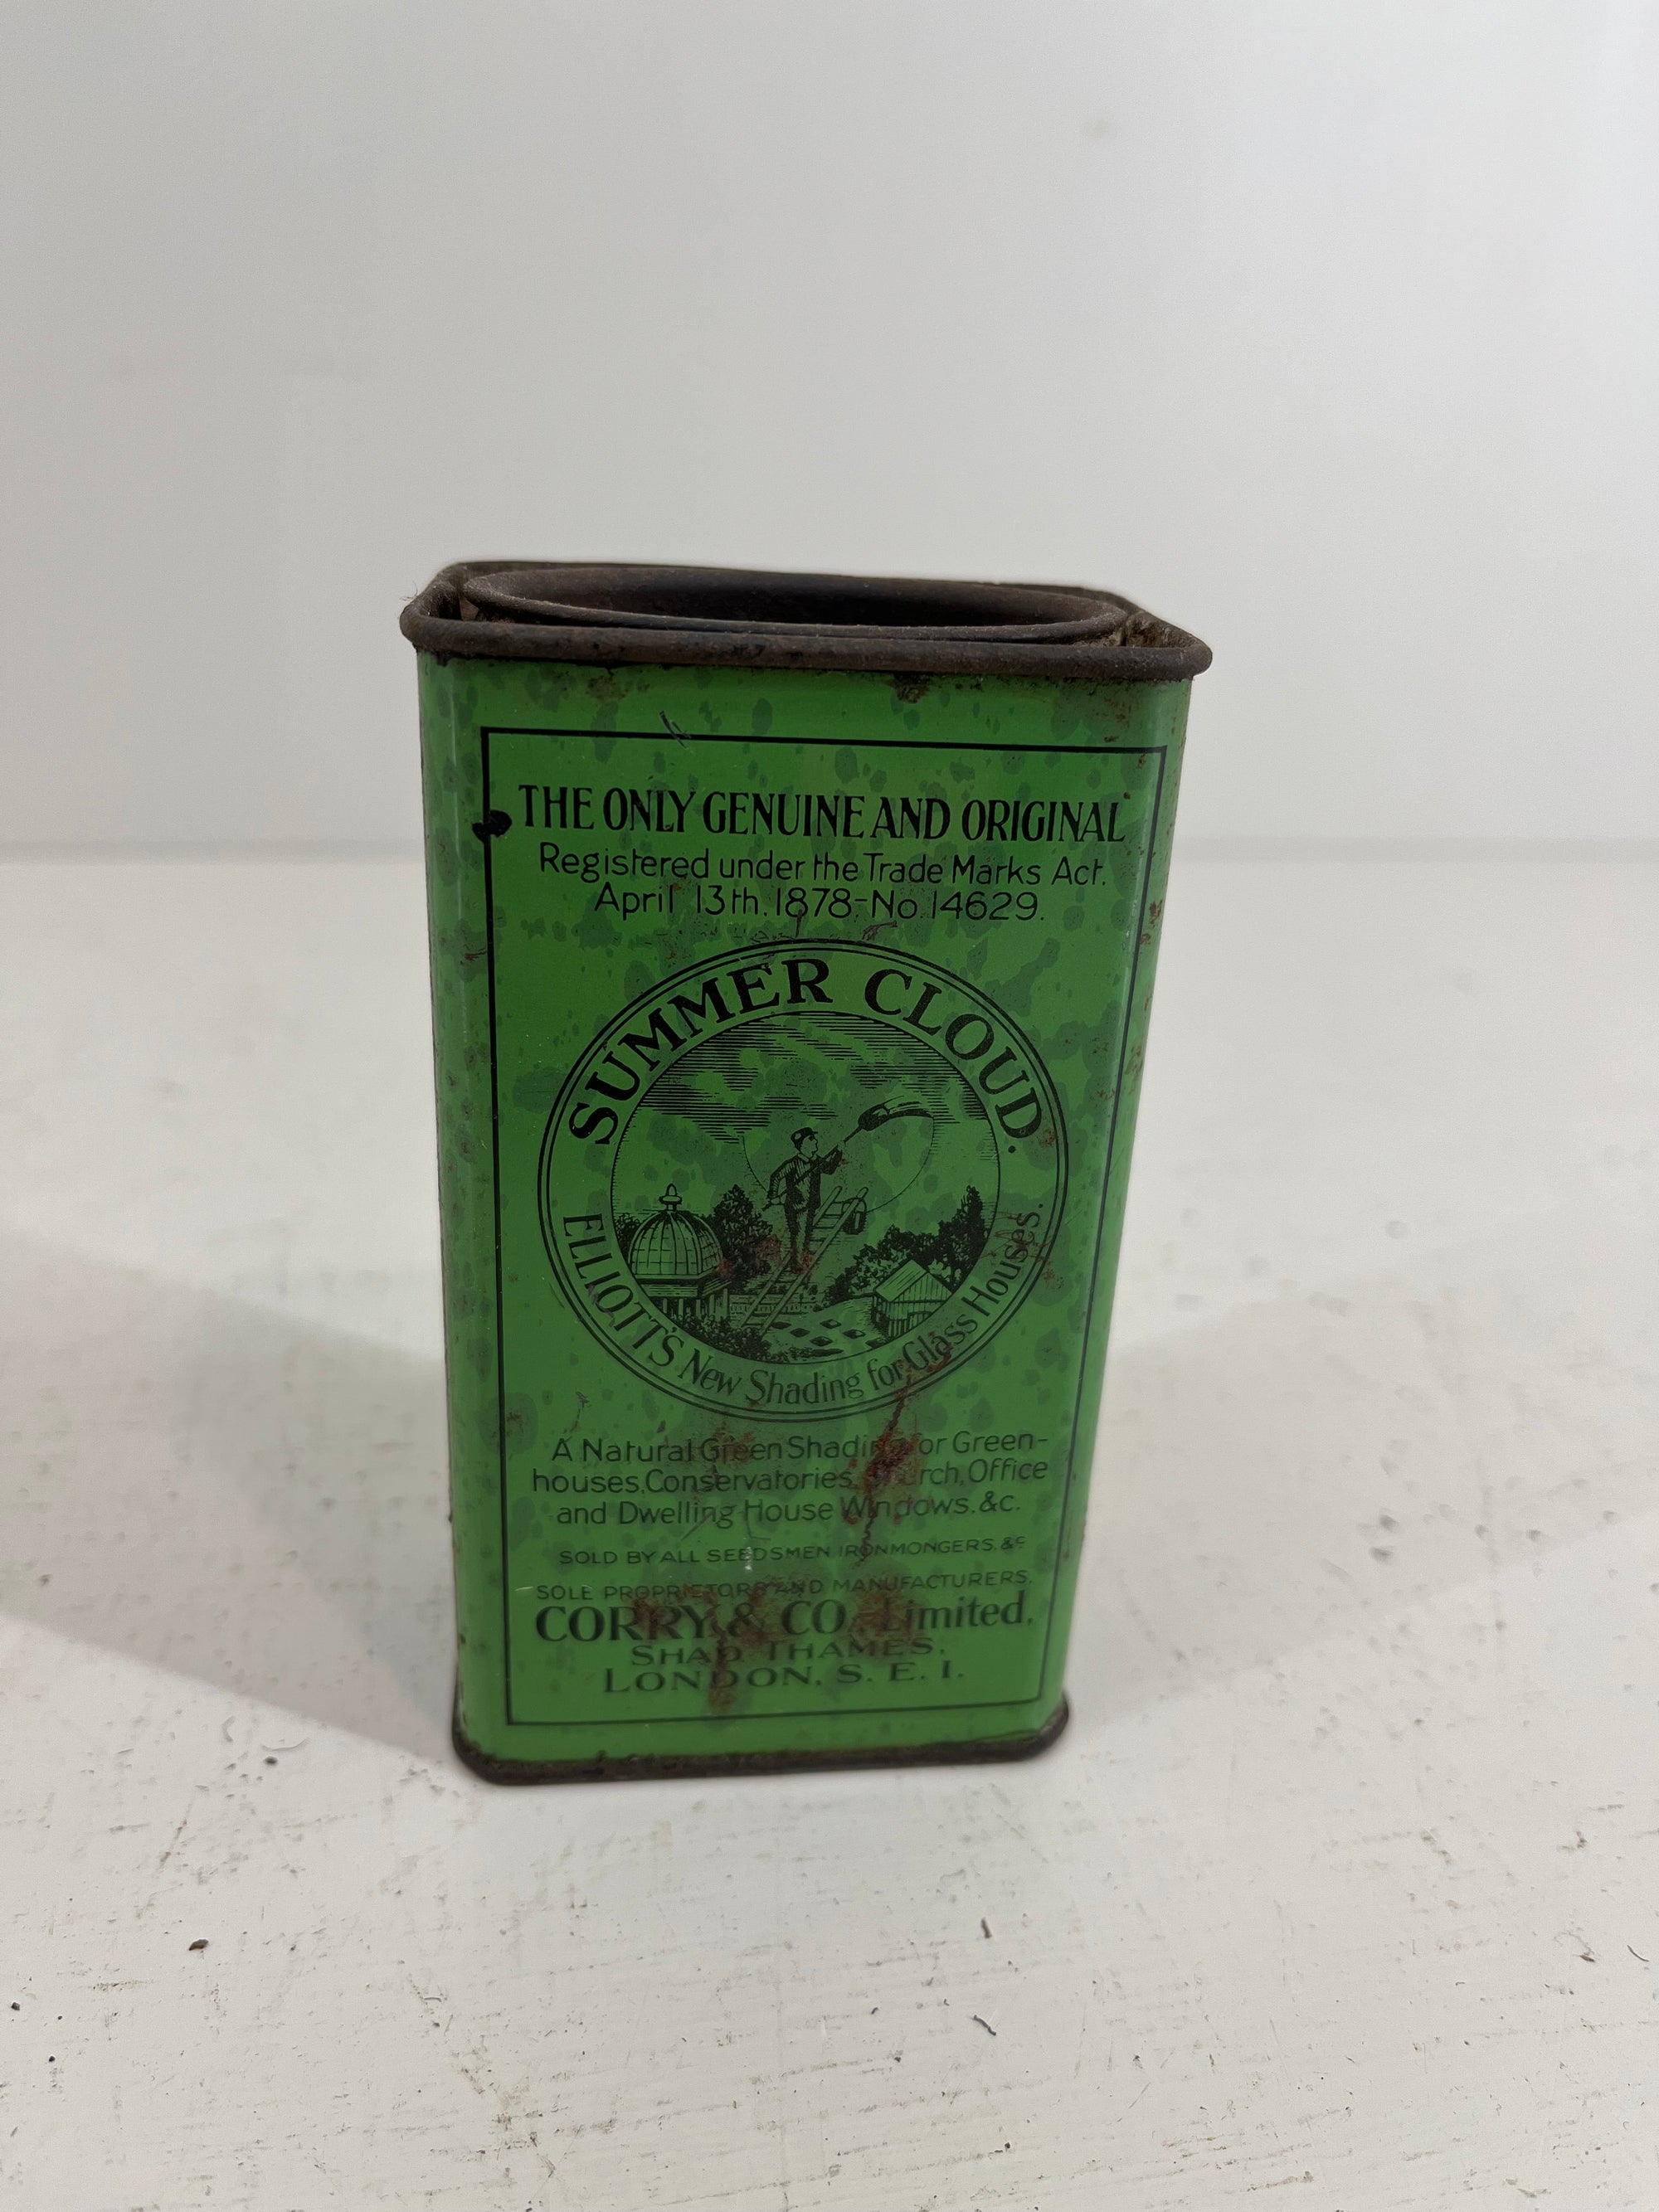 THE ONLY GENUINE AND ORIGINAL
Registered under the Trade Marks Act.
April 13th. 1878-No. 14629.
SUMMER CLOUD.
ELLIOTT'S New Shading for Glass Houses.
A Natural Green Shading for Green-
houses, Conservatories, Church, Office
and Dwelling House Windows. &c.
SOLD BY ALL SEEDSMEN, IRONMONGERS, &c
SOLE PROPRIETORS AND MANUFACTURERS.
CORRY & CO. Limited.
SHAD THAMES,
LONDON, S. E. 1.